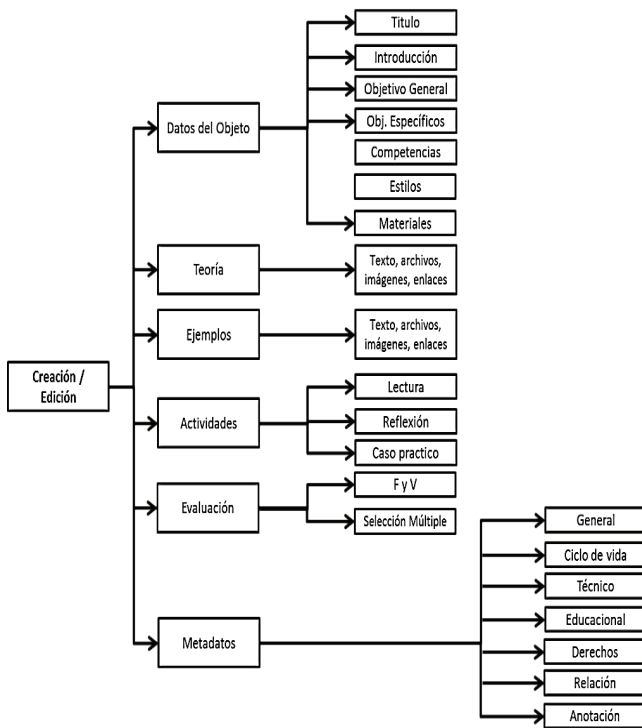 Titulo
Introducción
Objetivo General
Datos del Objeto
Obj. Específicos
Competencias
Estilos
Materiales
Teoría
Texto, archivos,
imágenes, enlaces
Ejemplos
Texto, archivos,
imágenes, enlaces
Creación /
Edición
Lectura
Actividades
Reflexión
Caso practico
F y V
Evaluación
Selección Múltiple
General
Ciclo de vida
Técnico
Educacional
Metadatos
Derechos
Relación
Anotación